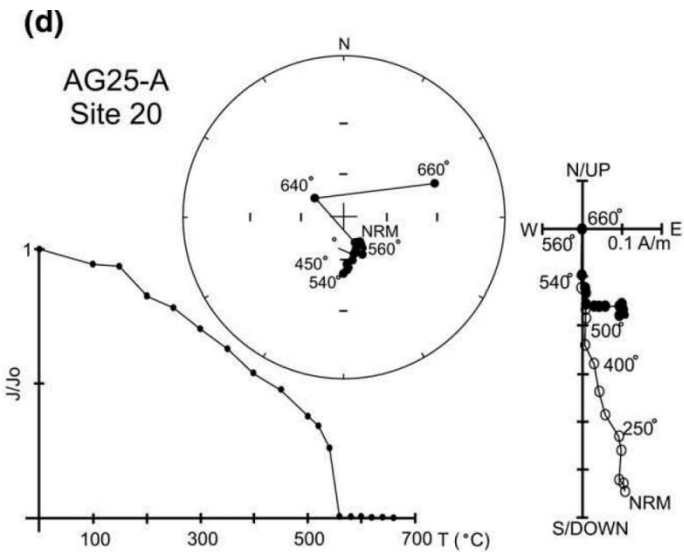 (d)
AG25-A
Site 20
N
660°
640°
NRM
°
560°
450°
540°
N/UP
660°
W
E
560°
0.1 A/m
540°
500°
400°
250°
NRM
S/DOWN
1
J/Jo
100
300
500
700 T (°C)